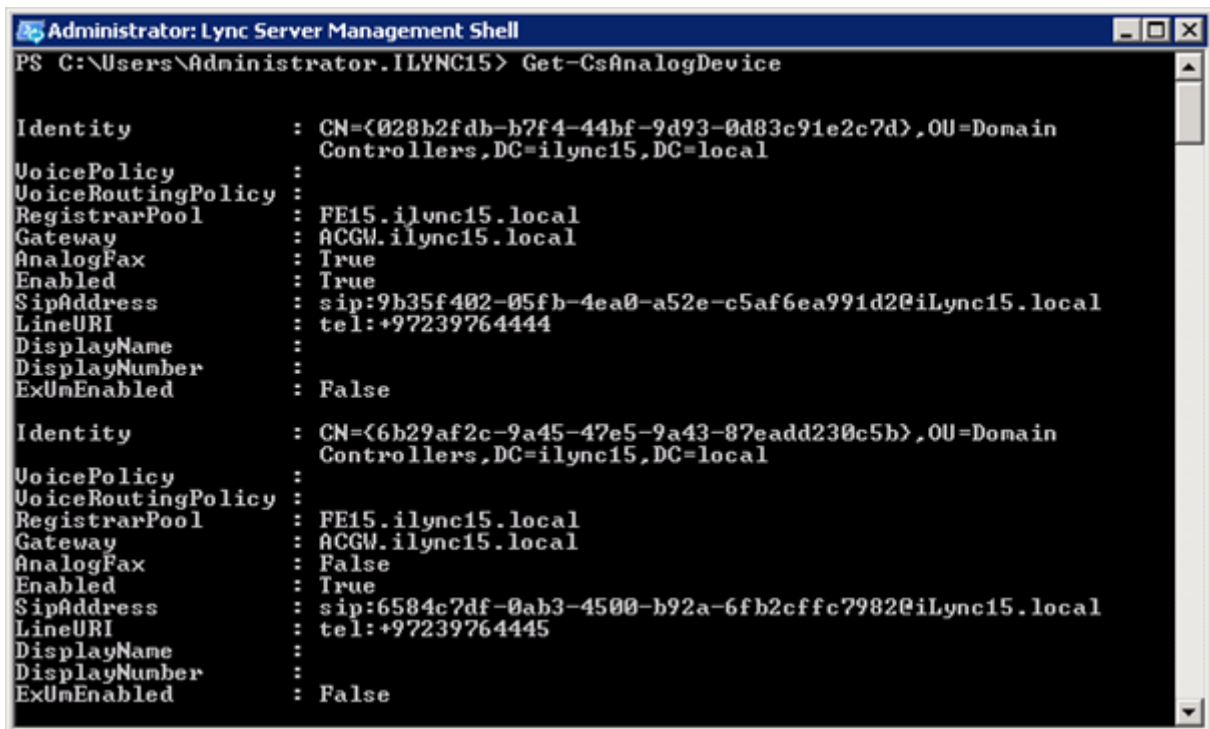 Administrator: Lync Server Management Shell
PS C:\Users\Administrator.ILYNC15> Get-CsAnalogDevice
Identity : CN={028b2fdb-b7f4-44bf-9d93-0d83c91e2c7d},OU=Domain
Controllers,DC=ilync15,DC=local
VoicePolicy :
VoiceRoutingPolicy :
RegistrarPool : FE15.ilync15.local
Gateway : ACGW.ilync15.local
AnalogFax : True
Enabled : True
SipAddress : sip:9b35f402-05fb-4ea0-a52e-c5af6ea991d2@iLync15.local
LineURI : tel:+97239764444
DisplayName :
DisplayNumber :
ExUmEnabled : False
Identity : CN={6b29af2c-9a45-47e5-9a43-87eadd230c5b},OU=Domain
Controllers,DC=ilync15,DC=local
VoicePolicy :
VoiceRoutingPolicy :
RegistrarPool : FE15.ilync15.local
Gateway : ACGW.ilync15.local
AnalogFax : False
Enabled : True
SipAddress : sip:6584c7df-0ab3-4500-b92a-6fb2cffc7982@iLync15.local
LineURI : tel:+97239764445
DisplayName :
DisplayNumber :
ExUmEnabled : False